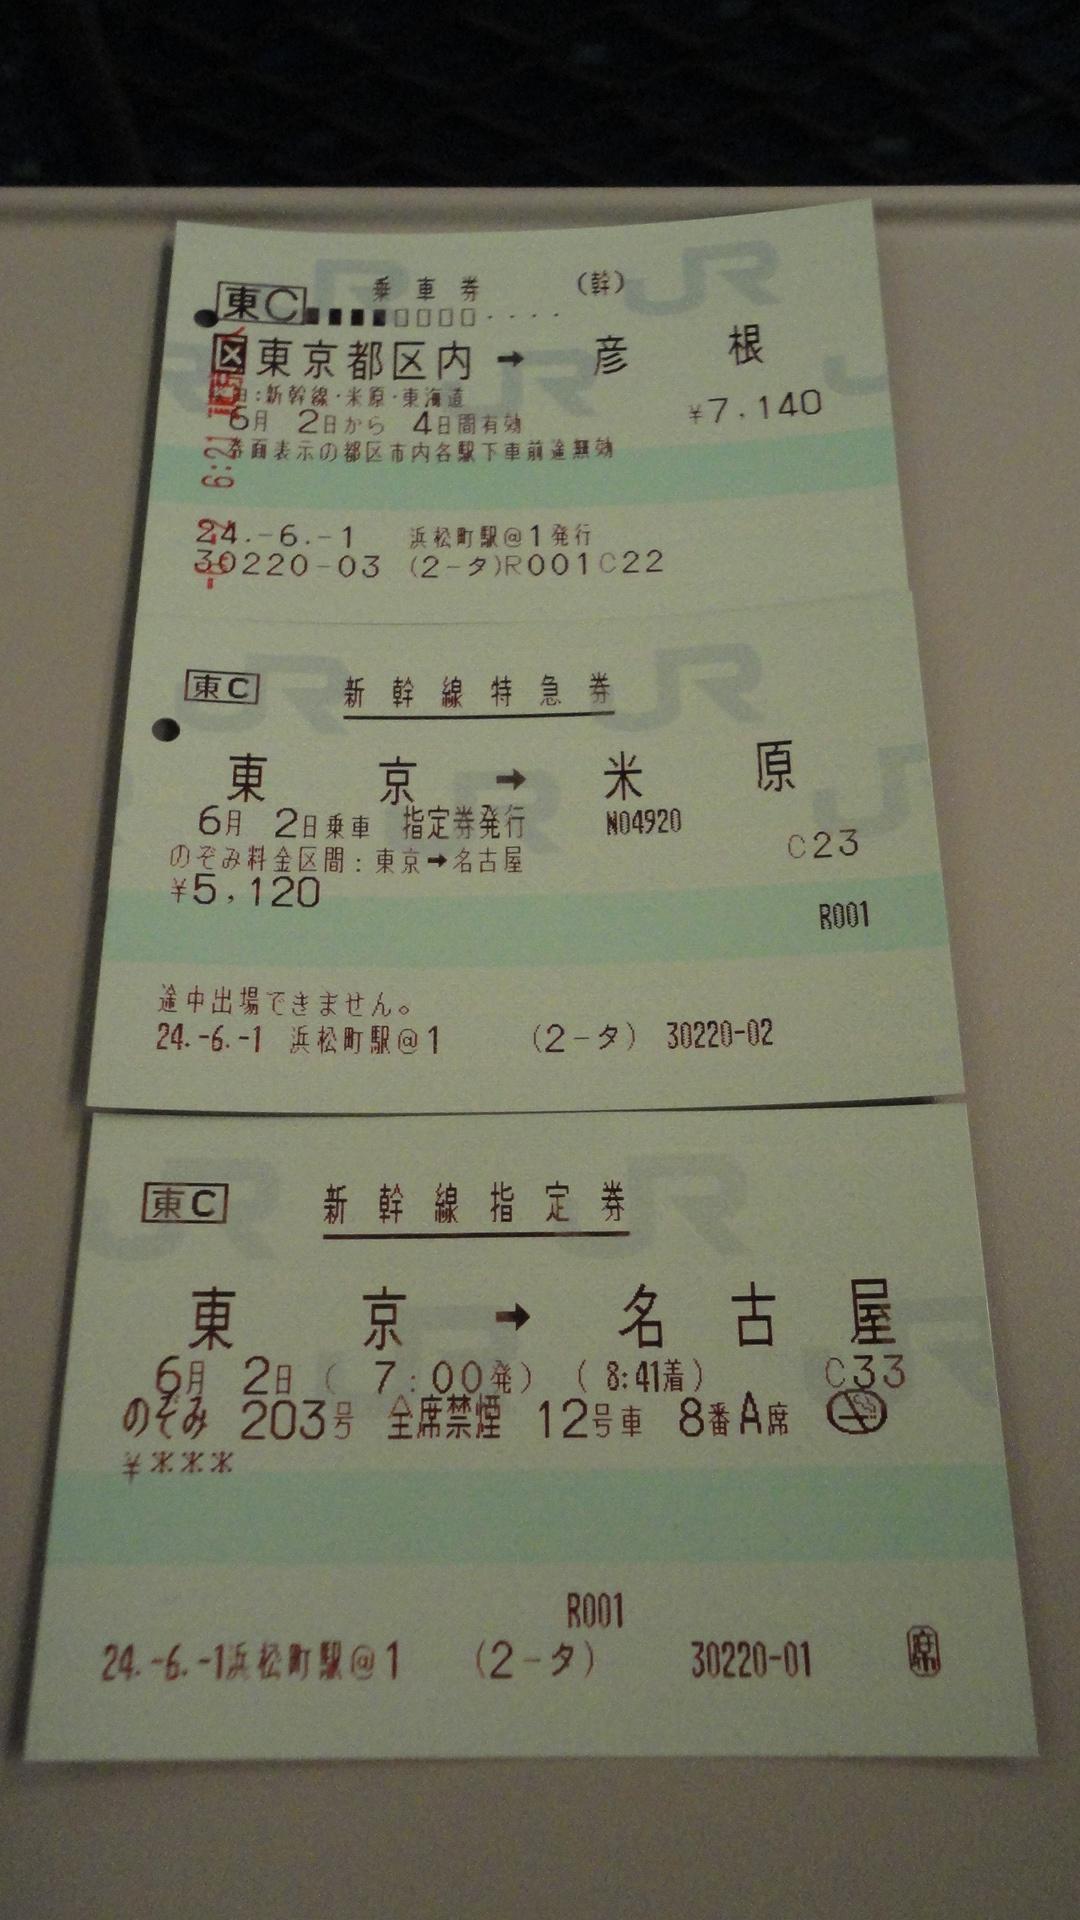 乗車券 (幹)
東C
区 東京都区内 → 彦根
:新幹線・米原・東海道 ¥7,140
6月 2日から 4日間有効
券面表示の都区市内各駅下車前途無効
6:21
24.-6.-1 浜松町駅@1発行
30220-03 (2-タ)R001 C22
東C 新幹線特急券
東京 → 米原
6月 2日乗車 指定券発行 N04920
C23
のぞみ料金区間:東京→名古屋
¥5,120
R001
途中出場できません。
24.-6.-1 浜松町駅@1 (2-タ) 30220-02
東C 新幹線指定券
東京 → 名古屋
6月 2日 ( 7:00発) ( 8:41着) C33
のぞみ 203号 全席禁煙 12号車 8番A席
¥***
R001
24.-6.-1浜松町駅@1 (2-タ) 30220-01 席
JR